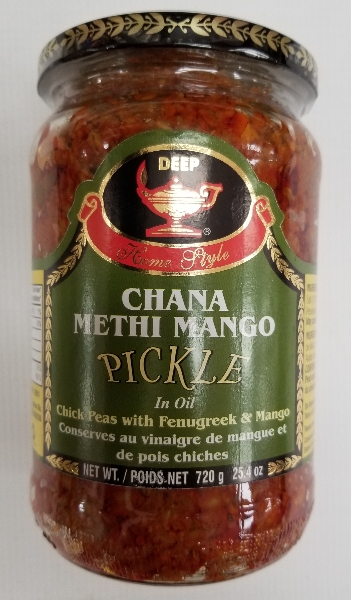 DEEP
®
Home Style
CHANA
METHI MANGO
PICKLE
In Oil
Chick Peas with Fenugreek & Mango
Conserves au vinaigre de mangue et
de pois chiches
NET WT. / POIDS NET 720 g 25.4 oz